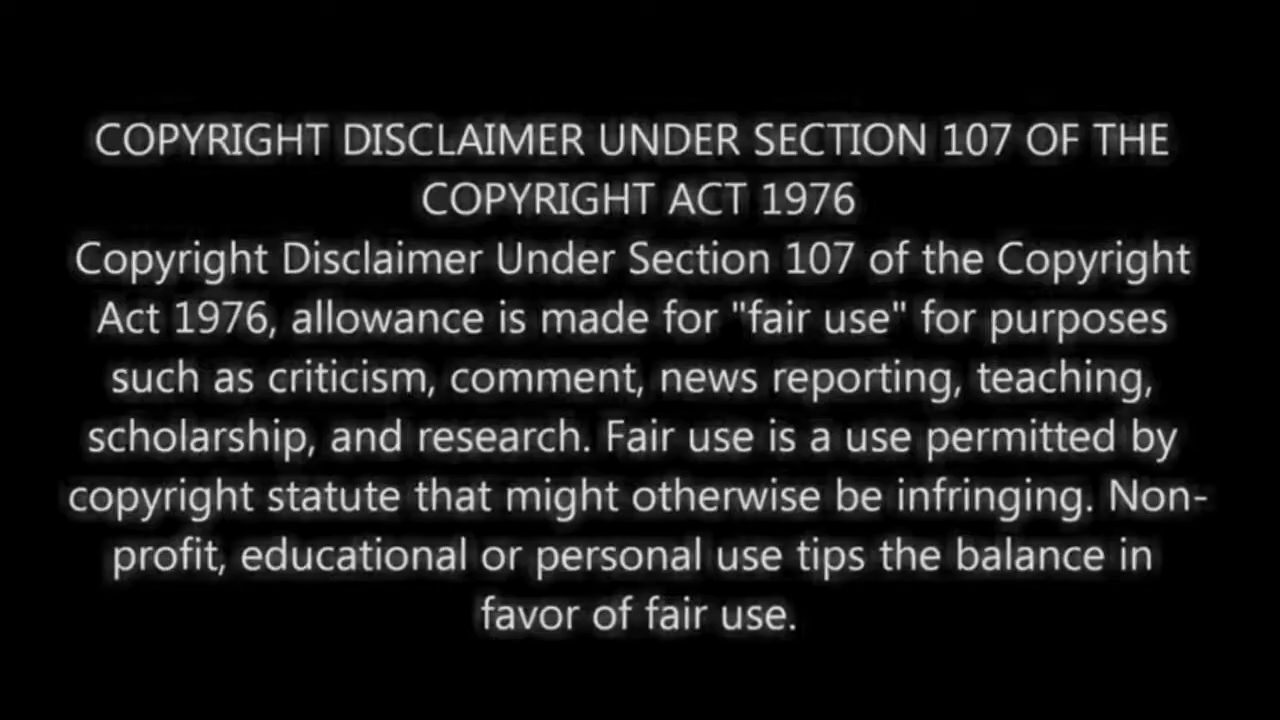 COPYRIGHT DISCLAIMER UNDER SECTION 107 OF THE
COPYRIGHT ACT 1976
Copyright Disclaimer Under Section 107 of the Copyright
Act 1976, allowance is made for "fair use" for purposes
such as criticism, comment, news reporting, teaching,
scholarship, and research. Fair use is a use permitted by
copyright statute that might otherwise be infringing. Non-
profit, educational or personal use tips the balance in
favor of fair use.